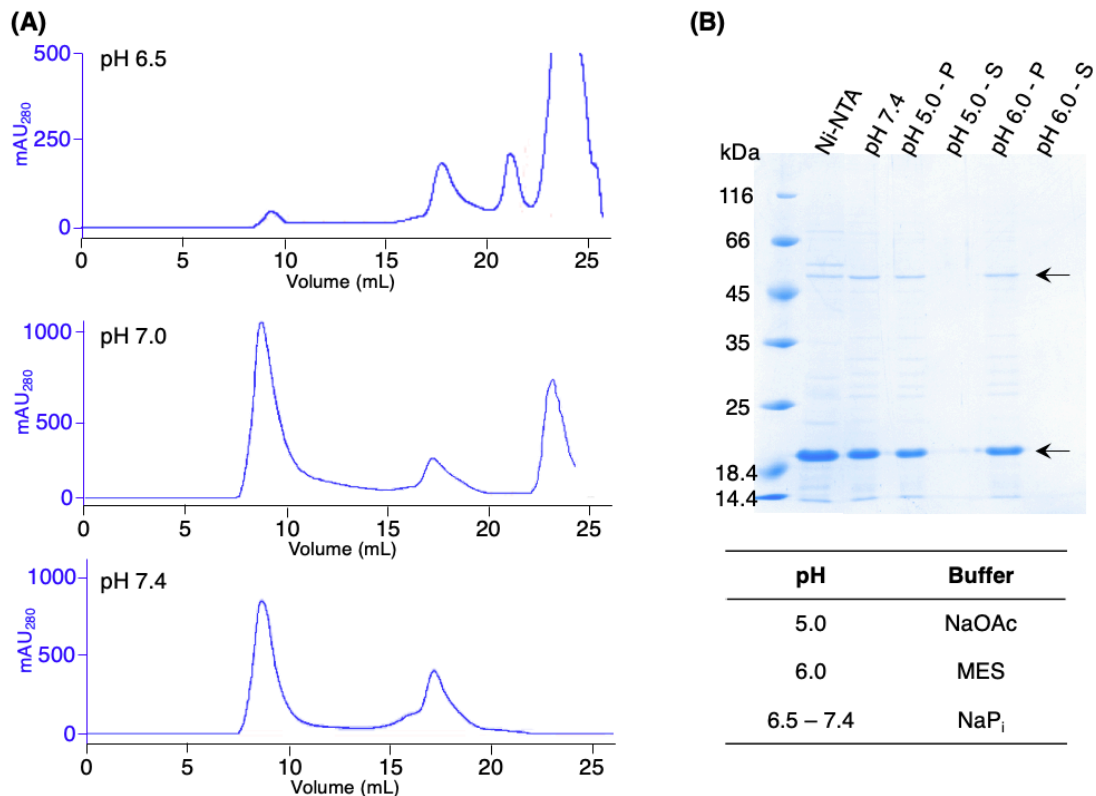 (A)
pH 6.5
500
250
0
mAU280
0 5 10 15 20 25
Volume (mL)
pH 7.0
1000
500
0
mAU280
0 5 10 15 20 25
Volume (mL)
pH 7.4
1000
500
0
mAU280
0 5 10 15 20 25
Volume (mL)
(B)
Ni-NTA
pH 7.4
pH 5.0 - P
pH 5.0 - S
pH 6.0 - P
pH 6.0 - S
kDa
116
66
45
35
25
18.4
14.4
pH Buffer
5.0 NaOAc
6.0 MES
6.5 – 7.4 NaPi